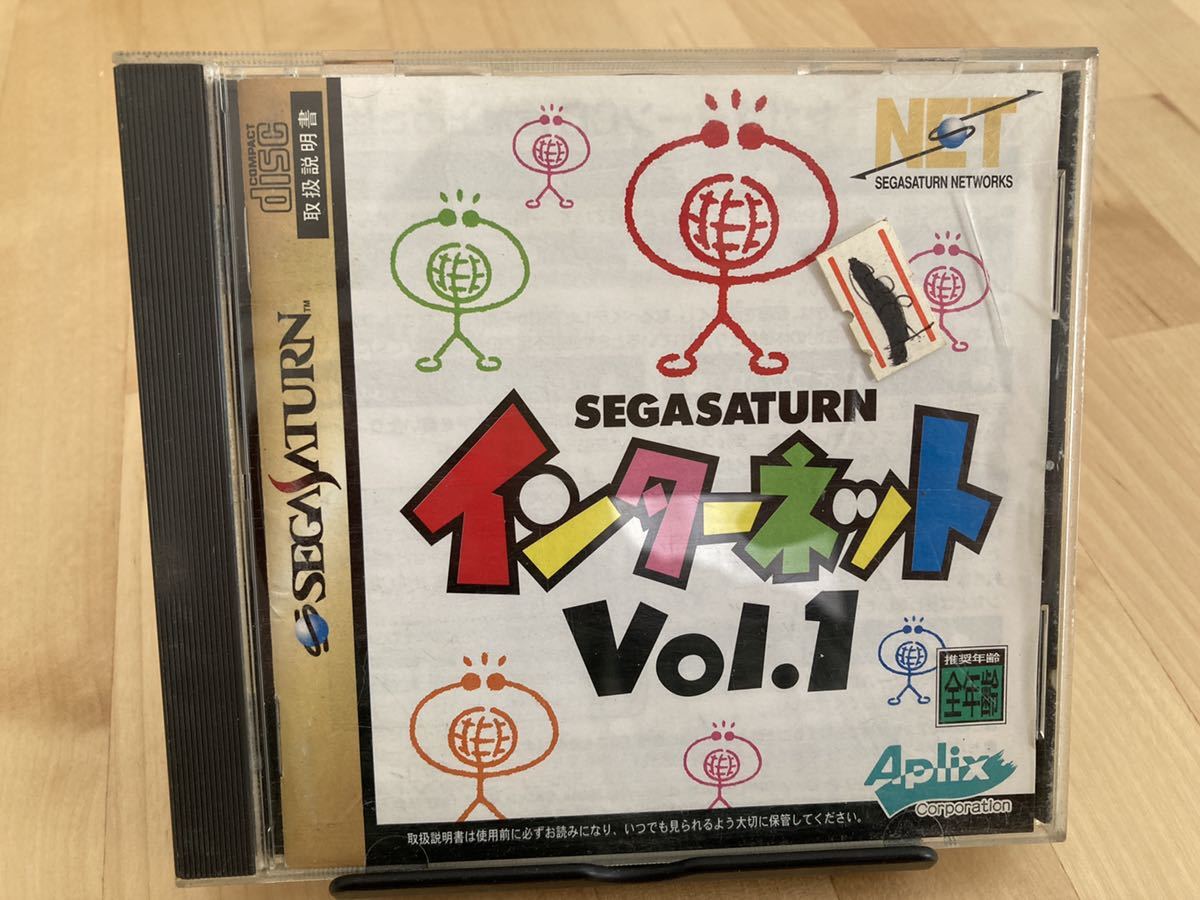 COMPACT
disc
取扱説明書
SEGASATURN™
NET
SEGASATURN NETWORKS
SEGASATURN
インターネット
Vol.1
推奨年齢
全年齢
Aplix
Corporation
取扱説明書は使用前に必ずお読みになり、いつでも見られるよう大切に保管してください。